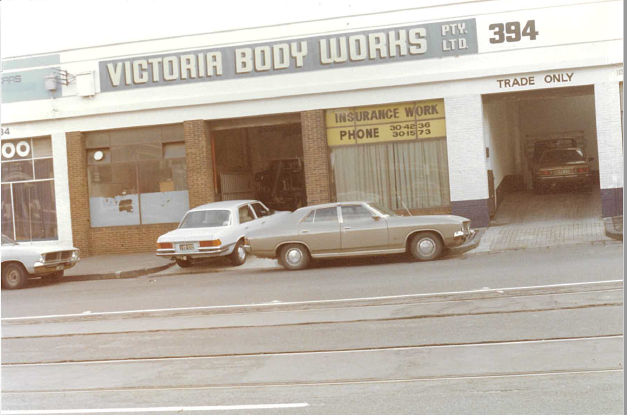 VICTORIA BODY WORKS PTY.
LTD.
394
TRADE ONLY
INSURANCE WORK
PHONE 30-4236
30-1573